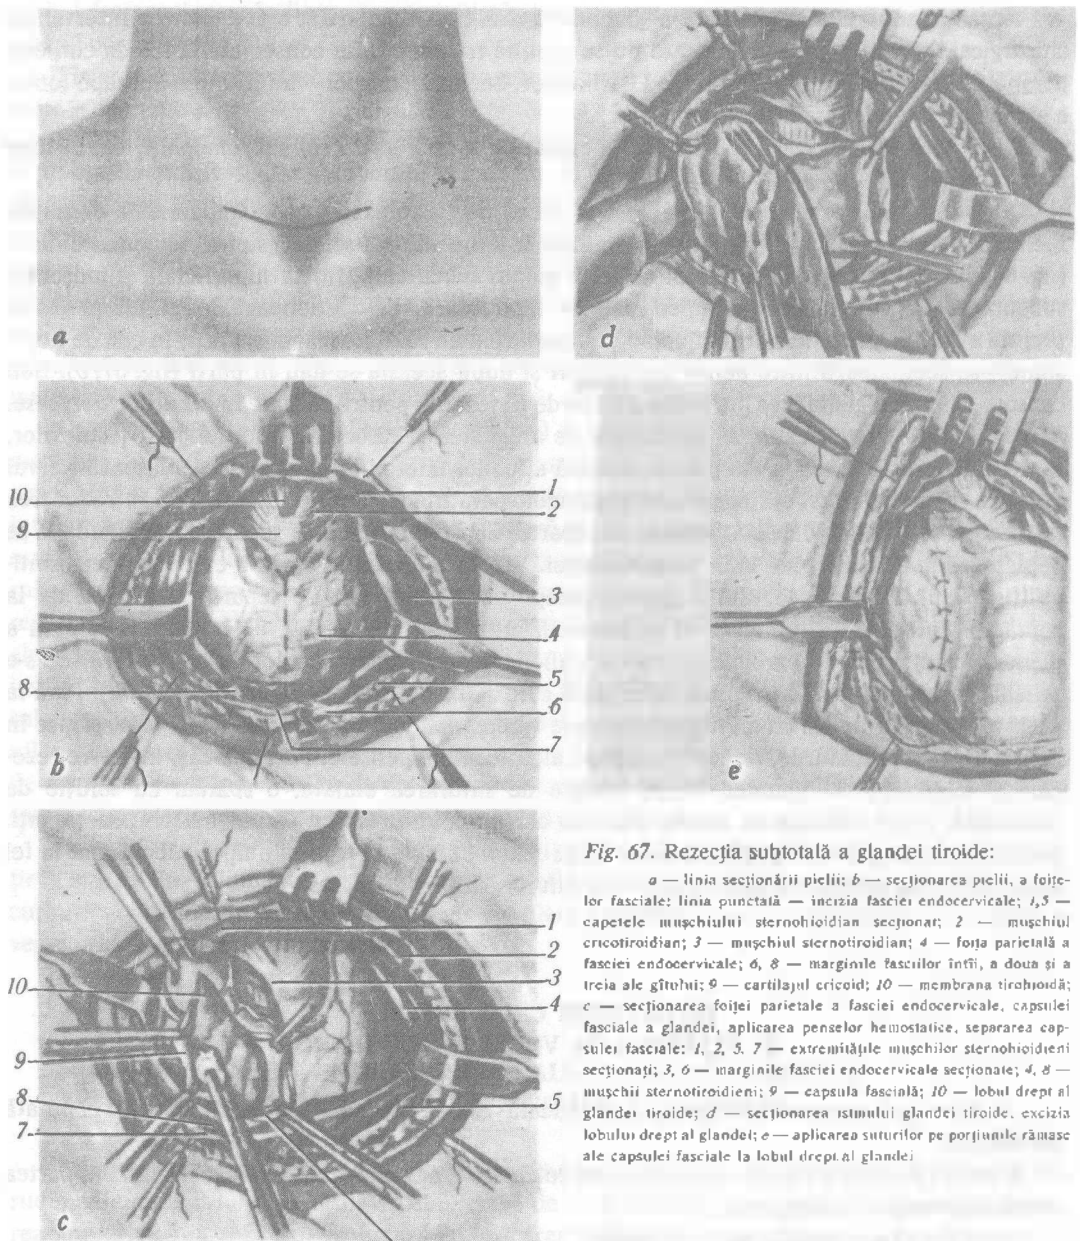 a
d
10
9
1
2
3
4
5
8
6
7
b
e
1
2
3
10
4
9
8
5
7
c
Fig. 67. Rezecția subtotală a glandei tiroide:
a — linia secționării pielii; b — secționarea pielii, a foițe-
lor fasciale; linia punctată — incizia fasciei endocervicale; 1,5 —
capetele mușchiului sternohioidian secționat; 2 — mușchiul
cricotiroidian; 3 — mușchiul sternotiroidian; 4 — foița parietală a
fasciei endocervicale; 6, 8 — marginile fasciilor întîi, a doua și a
treia ale gîtului; 9 — cartilajul cricoid; 10 — membrana tirohioidă;
c — secționarea foiței parietale a fasciei endocervicale, capsulei
fasciale a glandei, aplicarea penselor hemostatice, separarea cap-
sulei fasciale: 1, 2, 5, 7 — extremitățile mușchilor sternohioidieni
secționați; 3, 6 — marginile fasciei endocervicale secționate; 4, 8 —
mușchii sternotiroidieni; 9 — capsula fascială; 10 — lobul drept al
glandei tiroide; d — secționarea istmului glandei tiroide, excizia
lobului drept al glandei; e — aplicarea suturilor pe porțiunile rămase
ale capsulei fasciale la lobul drept al glandei